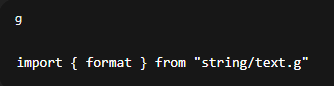 g
import { format } from "string/text.g"